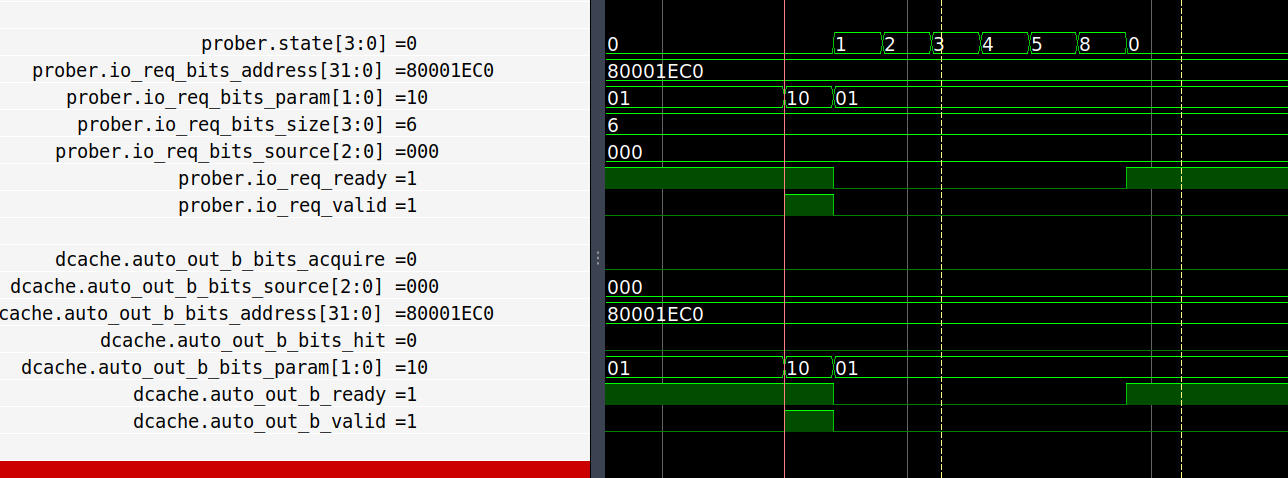 prober.state[3:0] =0 0 1 2 3 4 5 8 0
prober.io_req_bits_address[31:0] =80001EC0 80001EC0
prober.io_req_bits_param[1:0] =10 01 10 01
prober.io_req_bits_size[3:0] =6 6
prober.io_req_bits_source[2:0] =000 000
prober.io_req_ready =1
prober.io_req_valid =1
dcache.auto_out_b_bits_acquire =0
dcache.auto_out_b_bits_source[2:0] =000 000
cache.auto_out_b_bits_address[31:0] =80001EC0 80001EC0
dcache.auto_out_b_bits_hit =0
dcache.auto_out_b_bits_param[1:0] =10 01 10 01
dcache.auto_out_b_ready =1
dcache.auto_out_b_valid =1